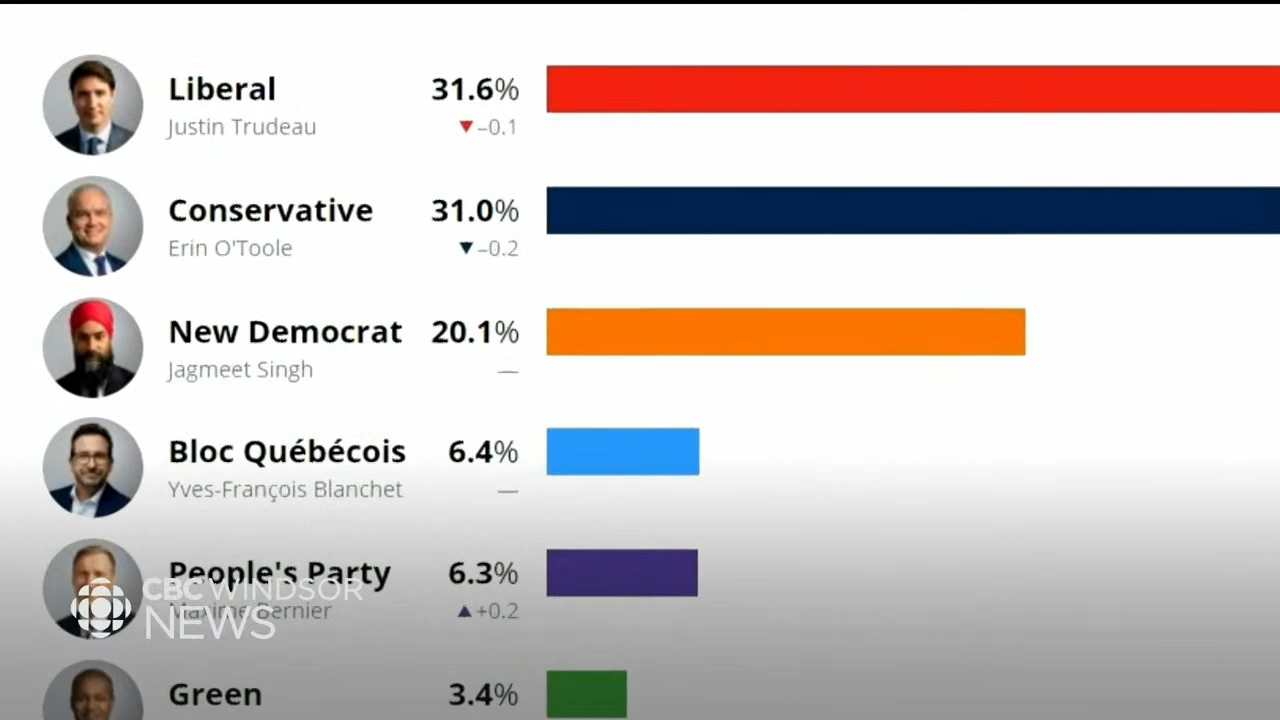 Liberal 31.6%
Justin Trudeau ▼ –0.1
Conservative 31.0%
Erin O'Toole ▼ –0.2
New Democrat 20.1%
Jagmeet Singh —
Bloc Québécois 6.4%
Yves-François Blanchet —
People's Party 6.3%
CBC WINDSOR
Maxime Bernier ▲ +0.2
NEWS
Green 3.4%